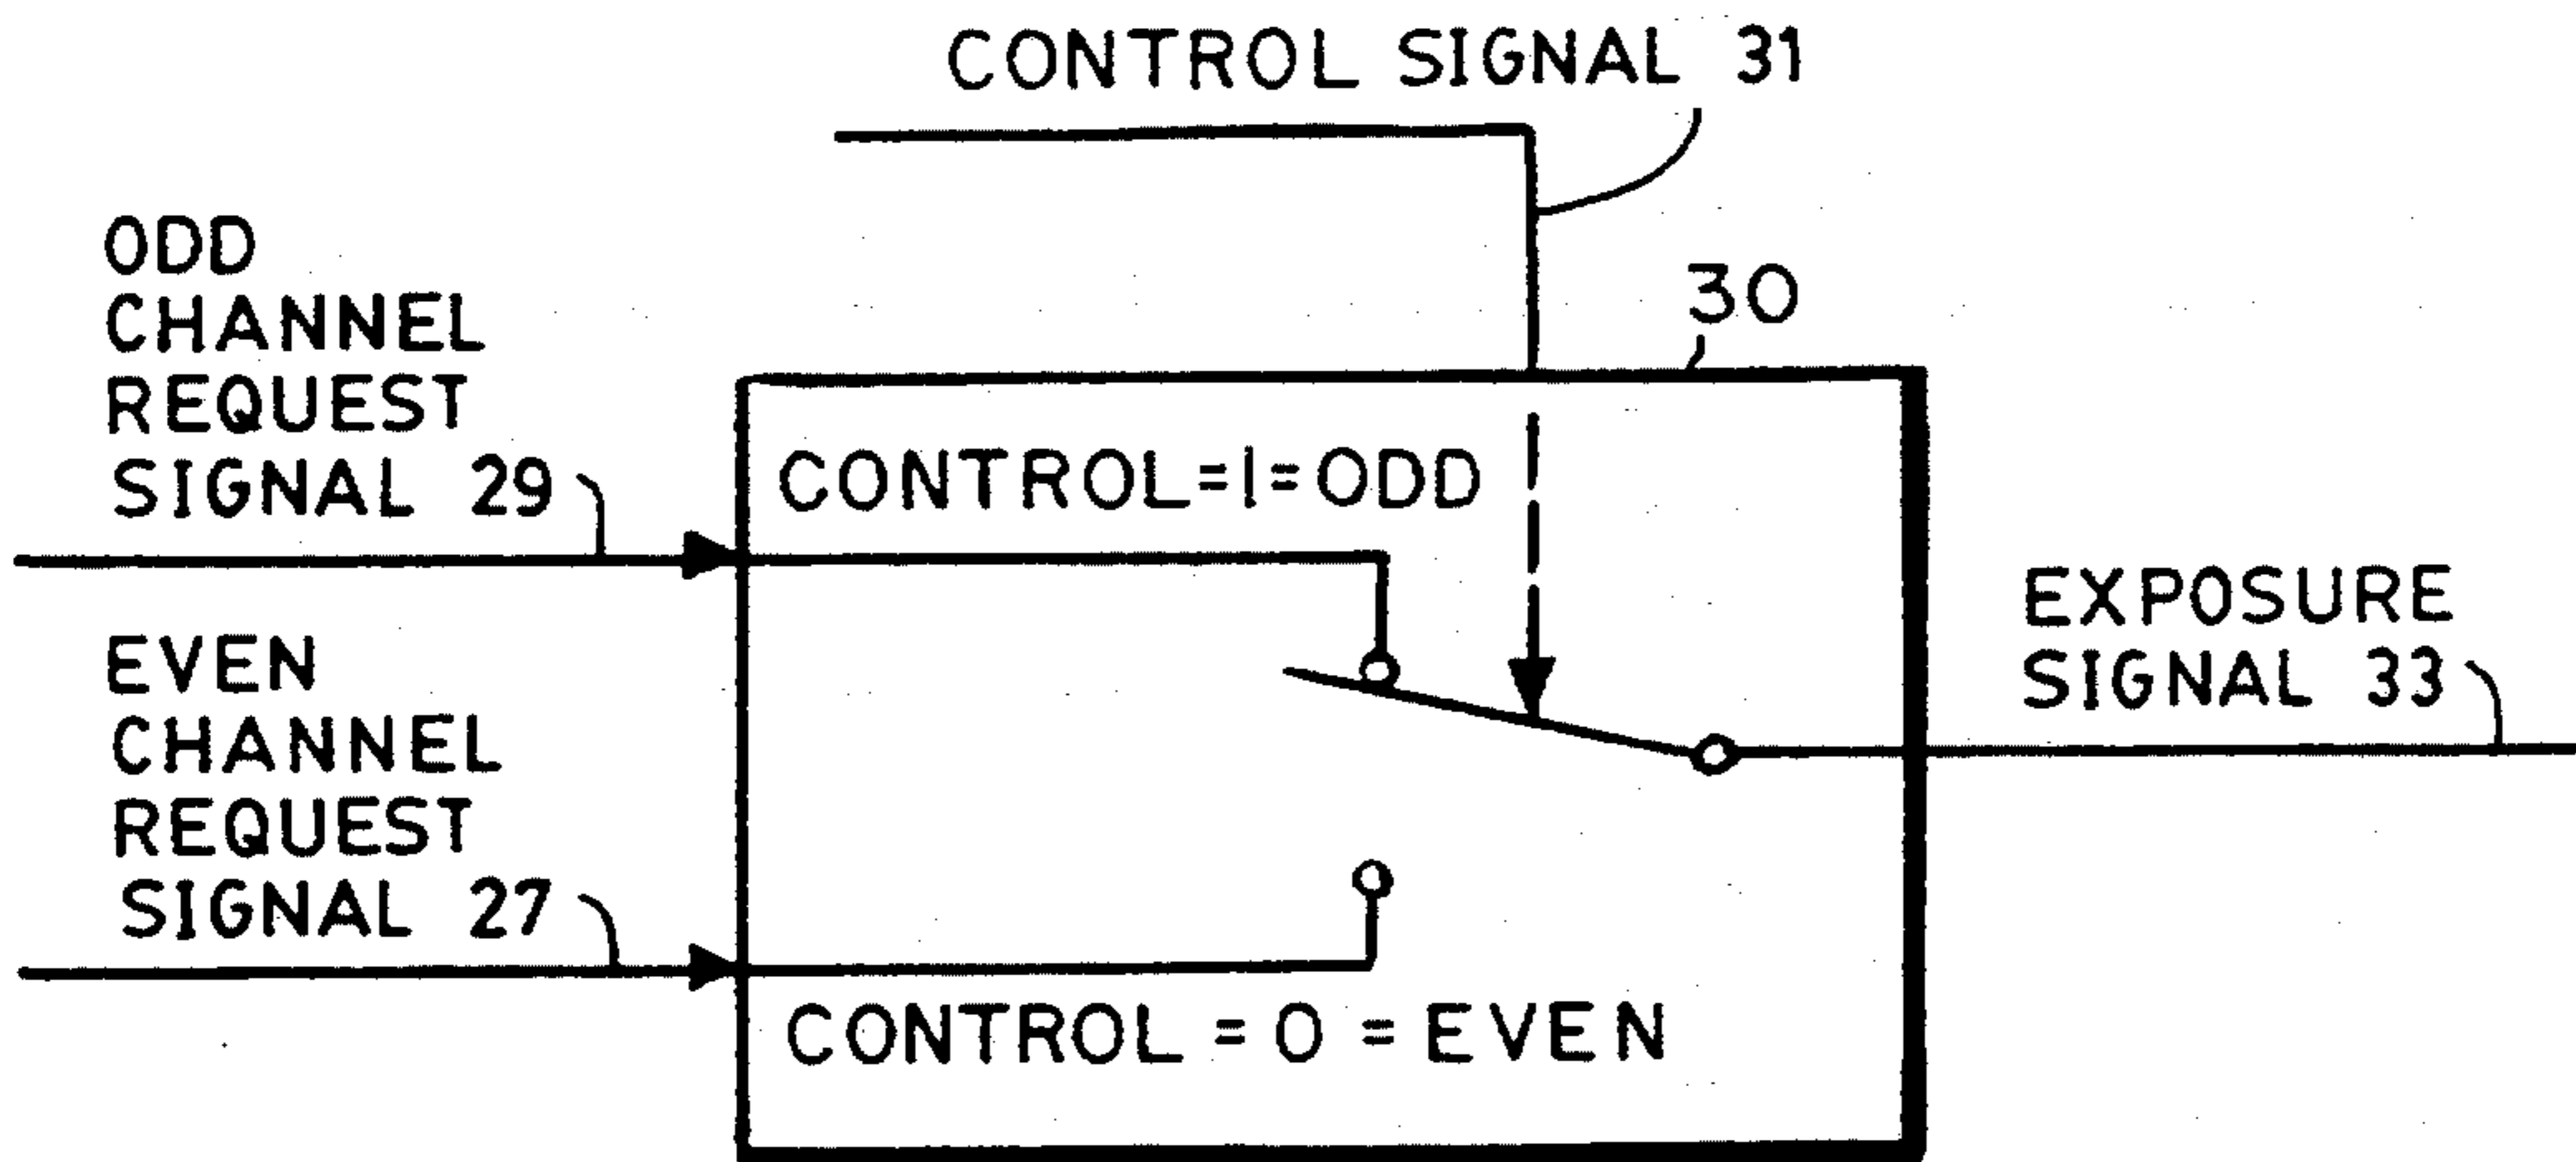 CONTROL SIGNAL 31
ODD
CHANNEL
REQUEST
SIGNAL 29
30
CONTROL=1=ODD
EVEN
CHANNEL
REQUEST
SIGNAL 27
EXPOSURE
SIGNAL 33
CONTROL = 0 = EVEN